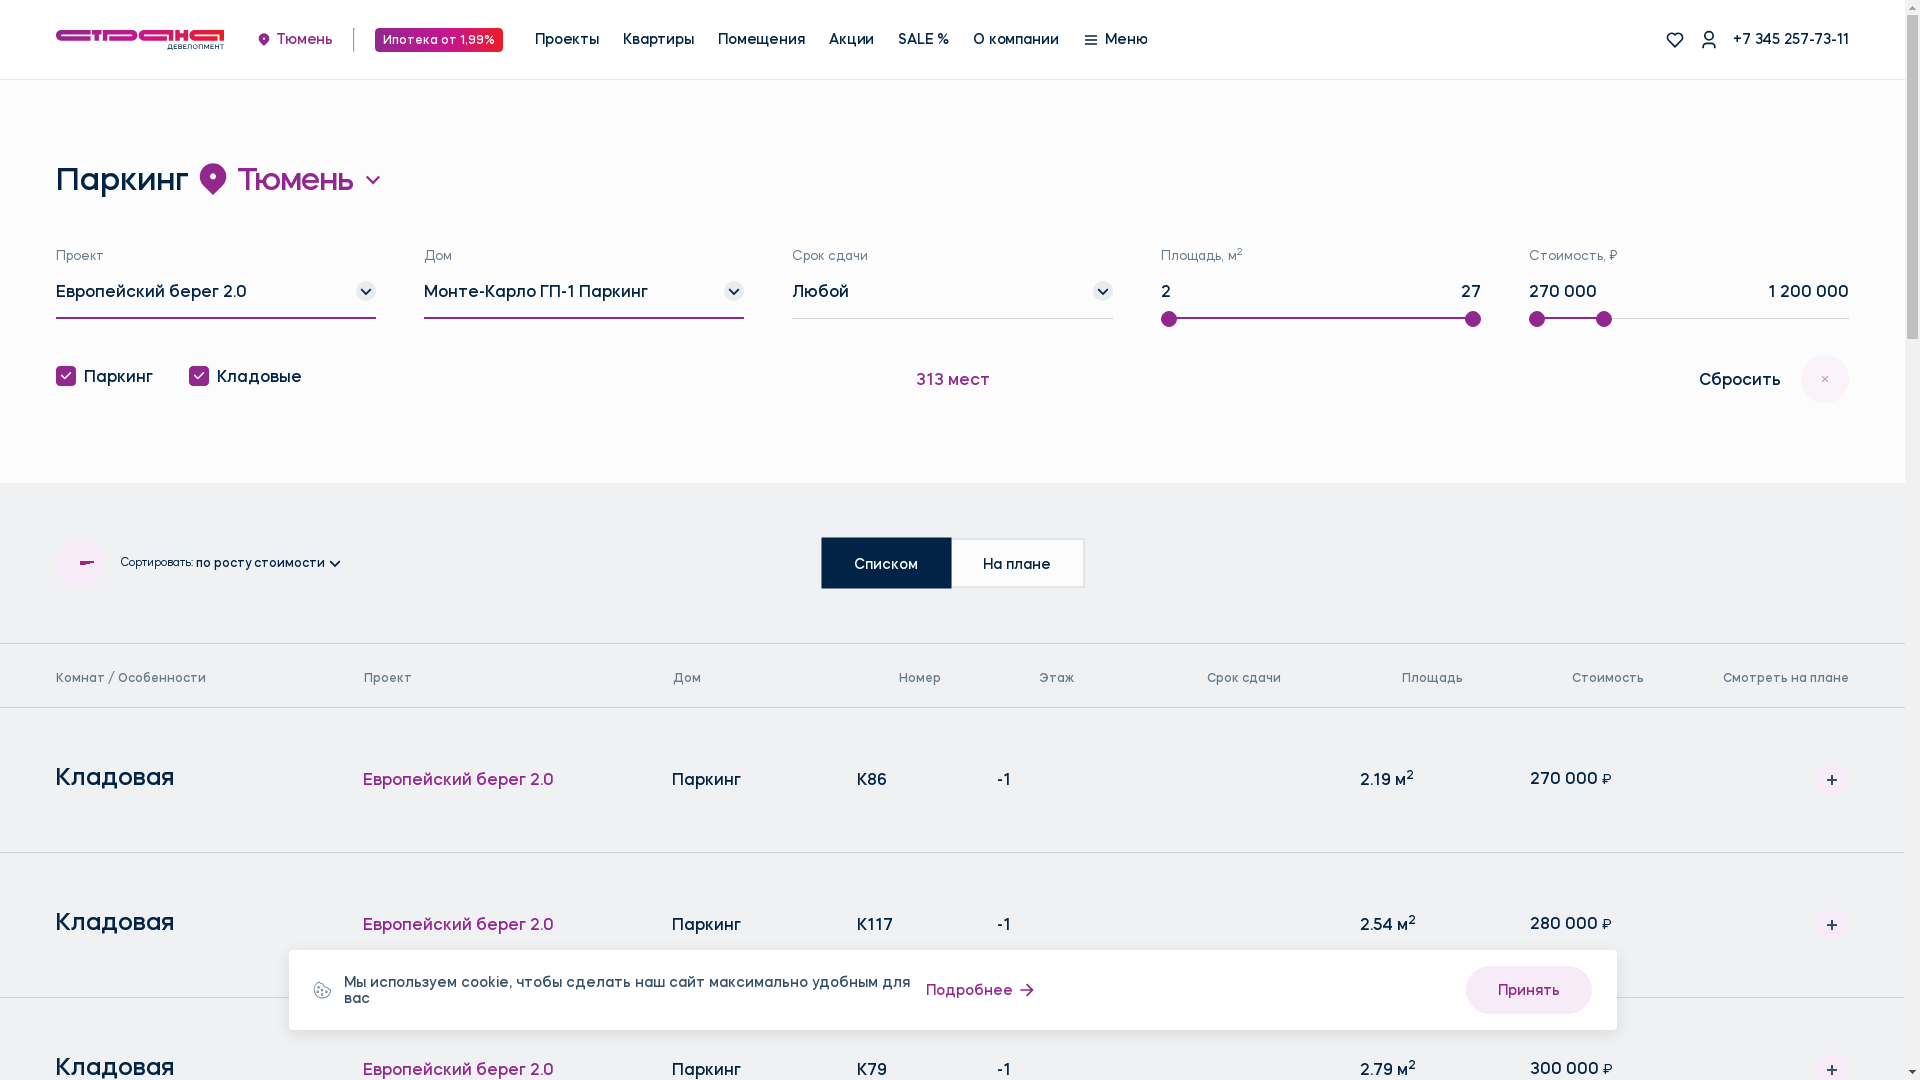 страна
ДЕВЕЛОПМЕНТ
Тюмень
Ипотека от 1,99%
Проекты
Квартиры
Помещения
Акции
SALE %
О компании
Меню
+7 345 257-73-11
Паркинг Тюмень
Проект
Дом
Срок сдачи
Площадь, м²
Стоимость, ₽
Европейский берег 2.0
Монте-Карло ГП-1 Паркинг
Любой
2
27
270 000
1 200 000
Паркинг
Кладовые
313 мест
Сбросить
Сортировать: по росту стоимости
Списком
На плане
Комнат / Особенности
Проект
Дом
Номер
Этаж
Срок сдачи
Площадь
Стоимость
Смотреть на плане
Кладовая
Европейский берег 2.0
Паркинг
К86
-1
2.19 м²
270 000 ₽
Кладовая
Европейский берег 2.0
Паркинг
К117
-1
2.54 м²
280 000 ₽
Мы используем cookie, чтобы сделать наш сайт максимально удобным для
вас
Подробнее
Принять
Кладовая
Европейский берег 2.0
Паркинг
К79
-1
2.79 м²
300 000 ₽